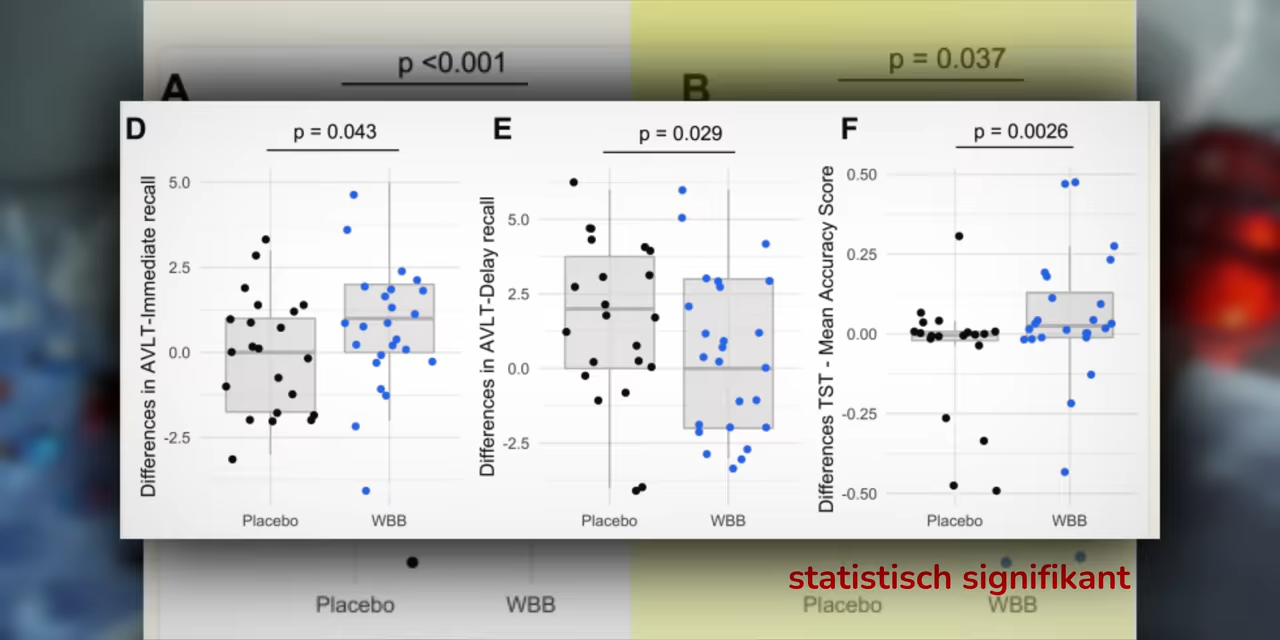 p <0.001
p = 0.037
A
B
D
p = 0.043
Differences in AVLT-Immediate recall
5.0
2.5
0.0
-2.5
Placebo
WBB
E
p = 0.029
Differences in AVLT-Delay recall
5.0
2.5
0.0
-2.5
Placebo
WBB
F
p = 0.0026
Differences TST - Mean Accuracy Score
0.50
0.25
0.00
-0.25
-0.50
Placebo
WBB
statistisch signifikant
Placebo
WBB
Placebo
WBB